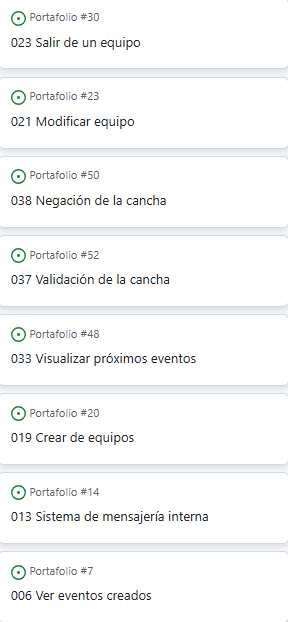 Portafolio #30
023 Salir de un equipo
Portafolio #23
021 Modificar equipo
Portafolio #50
038 Negación de la cancha
Portafolio #52
037 Validación de la cancha
Portafolio #48
033 Visualizar próximos eventos
Portafolio #20
019 Crear de equipos
Portafolio #14
013 Sistema de mensajería interna
Portafolio #7
006 Ver eventos creados